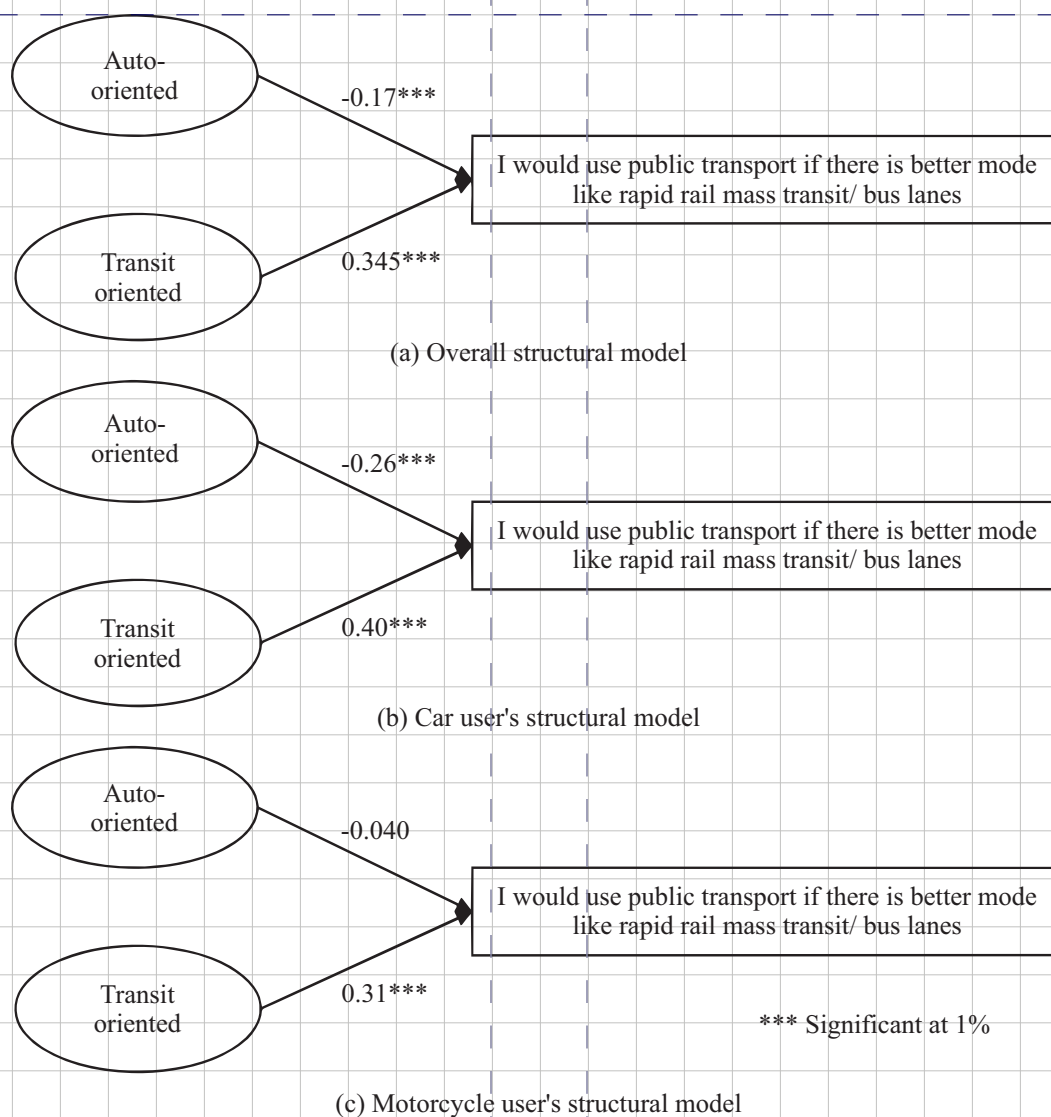 Auto-
oriented
-0.17***
I would use public transport if there is better mode
like rapid rail mass transit/ bus lanes
Transit
oriented
0.345***
(a) Overall structural model
Auto-
oriented
-0.26***
I would use public transport if there is better mode
like rapid rail mass transit/ bus lanes
Transit
oriented
0.40***
(b) Car user's structural model
Auto-
oriented
-0.040
I would use public transport if there is better mode
like rapid rail mass transit/ bus lanes
Transit
oriented
0.31***
*** Significant at 1%
(c) Motorcycle user's structural model